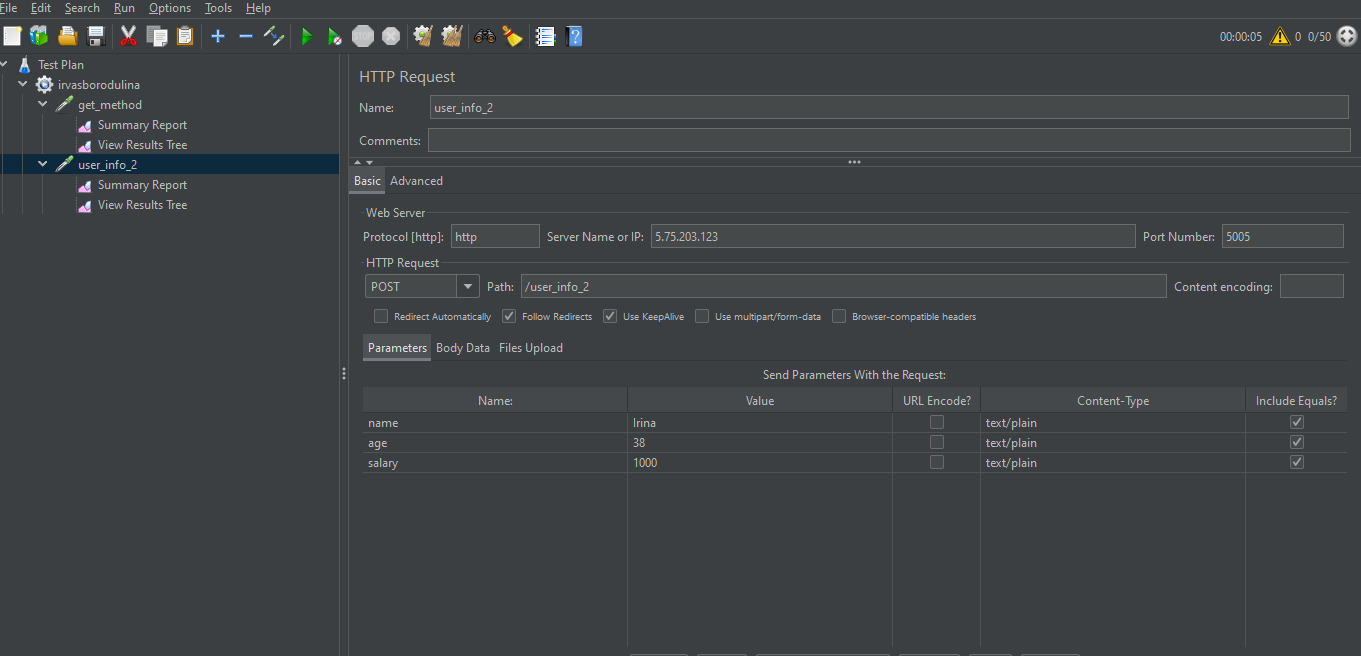 File Edit Search Run Options Tools Help
STOP
00:00:05 0 0/50
Test Plan
irvasborodulina
get_method
Summary Report
View Results Tree
user_info_2
Summary Report
View Results Tree
HTTP Request
Name: user_info_2
Comments:
Basic Advanced
Web Server
Protocol [http]: http Server Name or IP: 5.75.203.123 Port Number: 5005
HTTP Request
POST Path: /user_info_2 Content encoding:
Redirect Automatically Follow Redirects Use KeepAlive Use multipart/form-data Browser-compatible headers
Parameters Body Data Files Upload
Send Parameters With the Request:
Name: Value URL Encode? Content-Type Include Equals?
name Irina text/plain
age 38 text/plain
salary 1000 text/plain